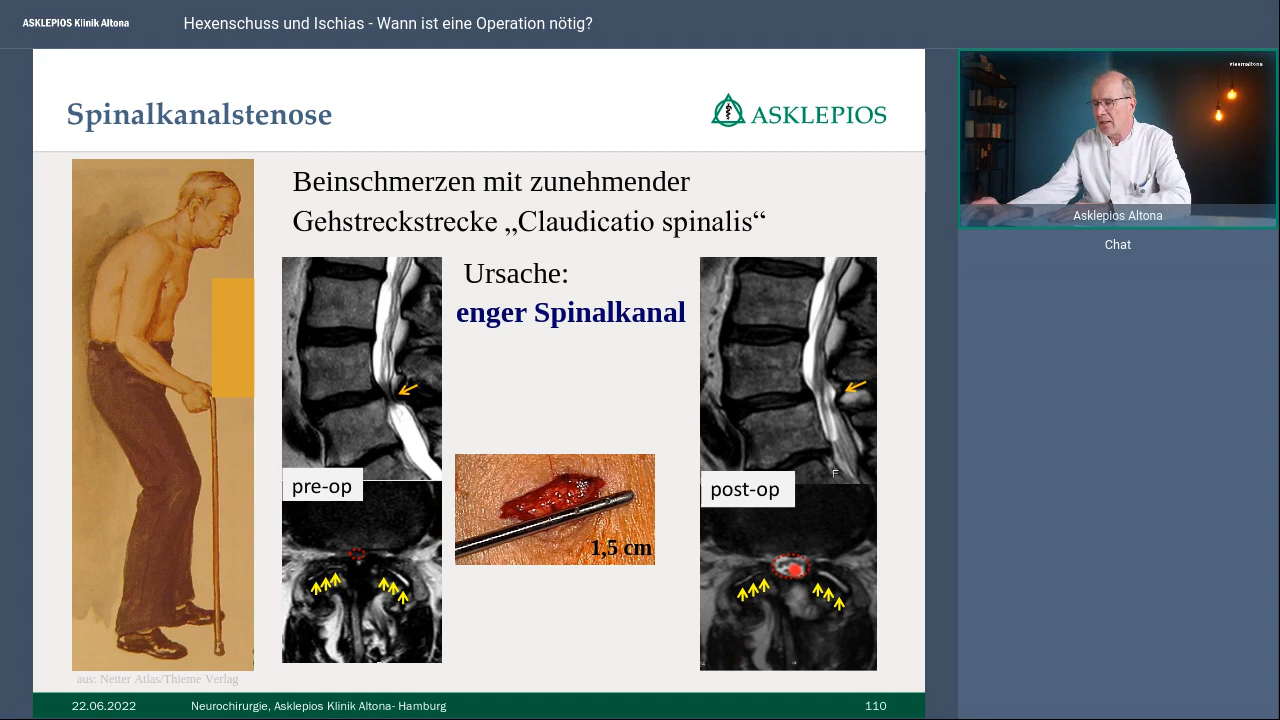 ASKLEPIOS Klinik Altona
Hexenschuss und Ischias - Wann ist eine Operation nötig?
Spinalkanalstenose
ASKLEPIOS
Beinschmerzen mit zunehmender
Gehstreckstrecke „Claudicatio spinalis“
Ursache:
enger Spinalkanal
F
pre-op
post-op
1,5 cm
aus: Netter Atlas/Thieme Verlag
22.06.2022
Neurochirurgie, Asklepios Klinik Altona- Hamburg
110
#teamaltona
Asklepios Altona
Chat